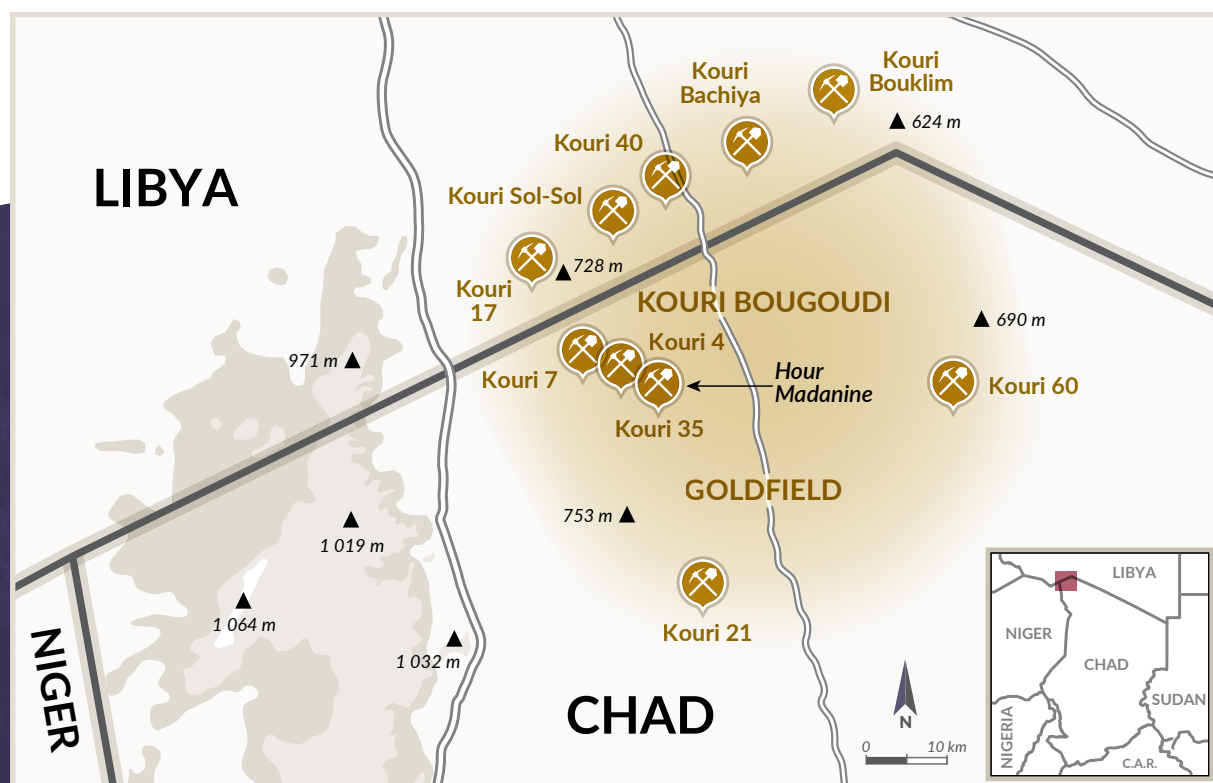 Kouri
Bouklim
Kouri
Bachiya
624 m
Kouri 40
LIBYA
Kouri Sol-Sol
728 m
Kouri
17
KOURI BOUGOUDI
690 m
Kouri 4
971 m
Kouri 7
Hour
Madanine
Kouri 60
Kouri 35
GOLDFIELD
753 m
1 019 m
1 064 m
Kouri 21
1 032 m
NIGER
CHAD
N
0 10 km
LIBYA
NIGER
CHAD
SUDAN
NIGERIA
C.A.R.